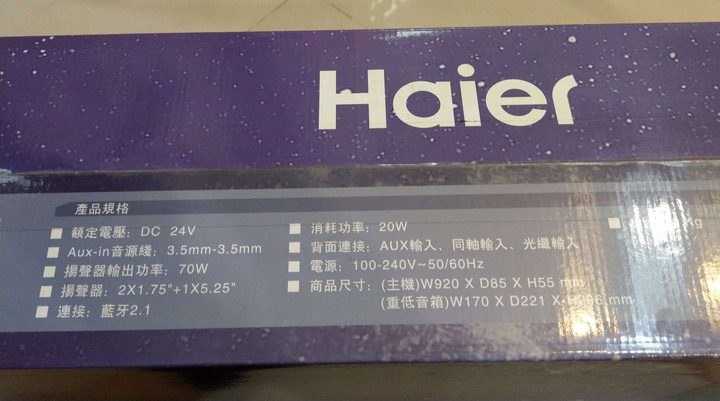 Haier
產品規格
額定電壓: DC 24V
Aux-in音源綫: 3.5mm-3.5mm
揚聲器輸出功率: 70W
揚聲器: 2X1.75"+1X5.25"
連接: 藍牙2.1
消耗功率: 20W
背面連接: AUX輸入、同軸輸入、光纖輸入
電源: 100-240V~50/60Hz
商品尺寸: (主機)W920 X D85 X H55 mm
(重低音箱)W170 X D221 X mm